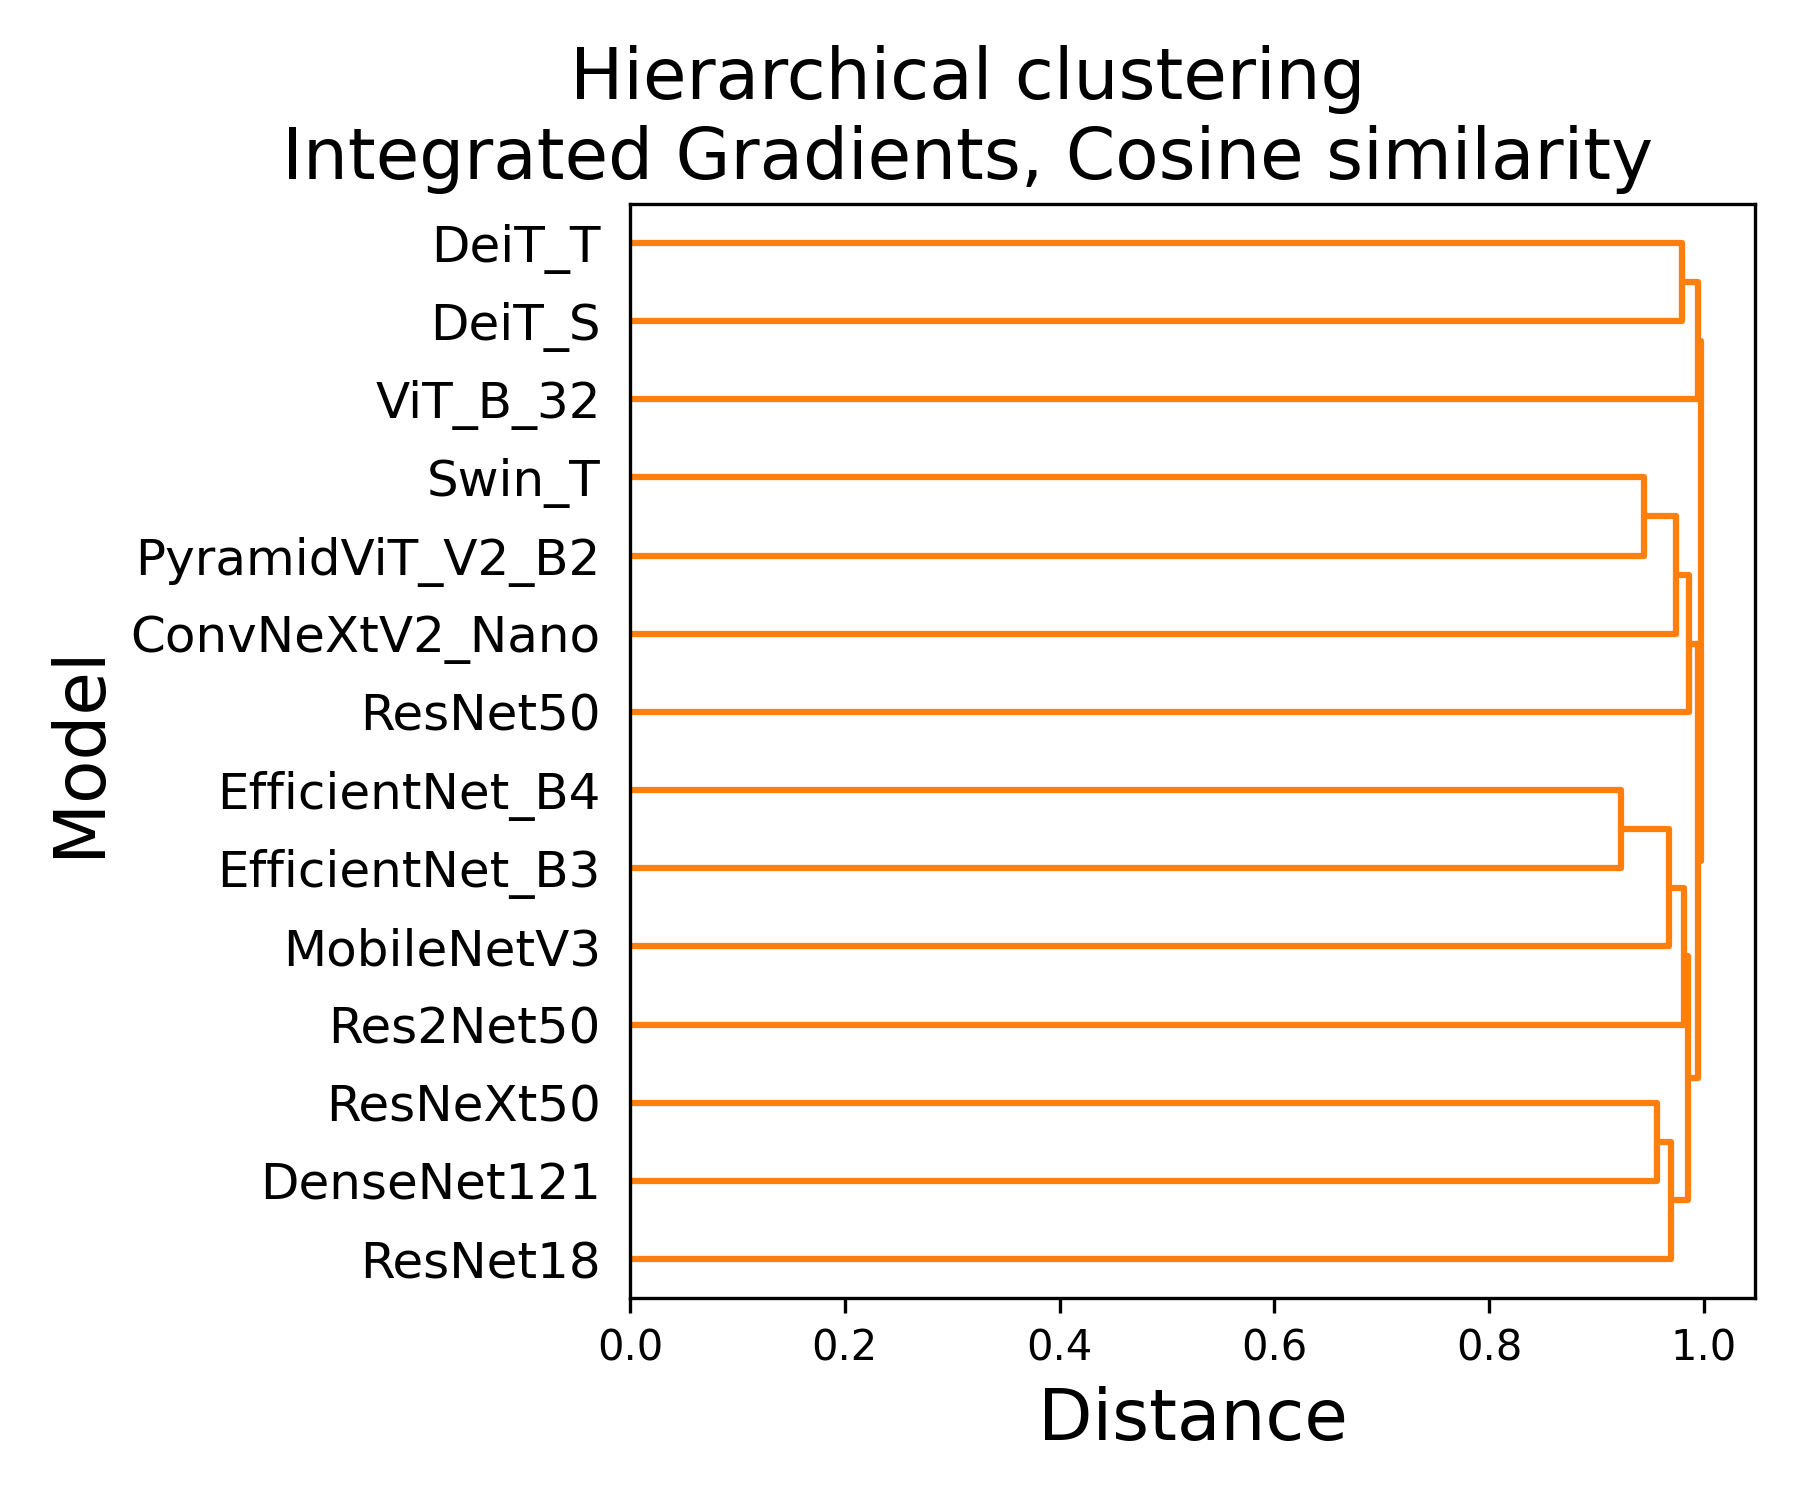 Hierarchical clustering
Integrated Gradients, Cosine similarity
DeiT_T
DeiT_S
ViT_B_32
Swin_T
PyramidViT_V2_B2
ConvNeXtV2_Nano
ResNet50
EfficientNet_B4
EfficientNet_B3
MobileNetV3
Res2Net50
ResNeXt50
DenseNet121
ResNet18
Model
0.0 0.2 0.4 0.6 0.8 1.0
Distance